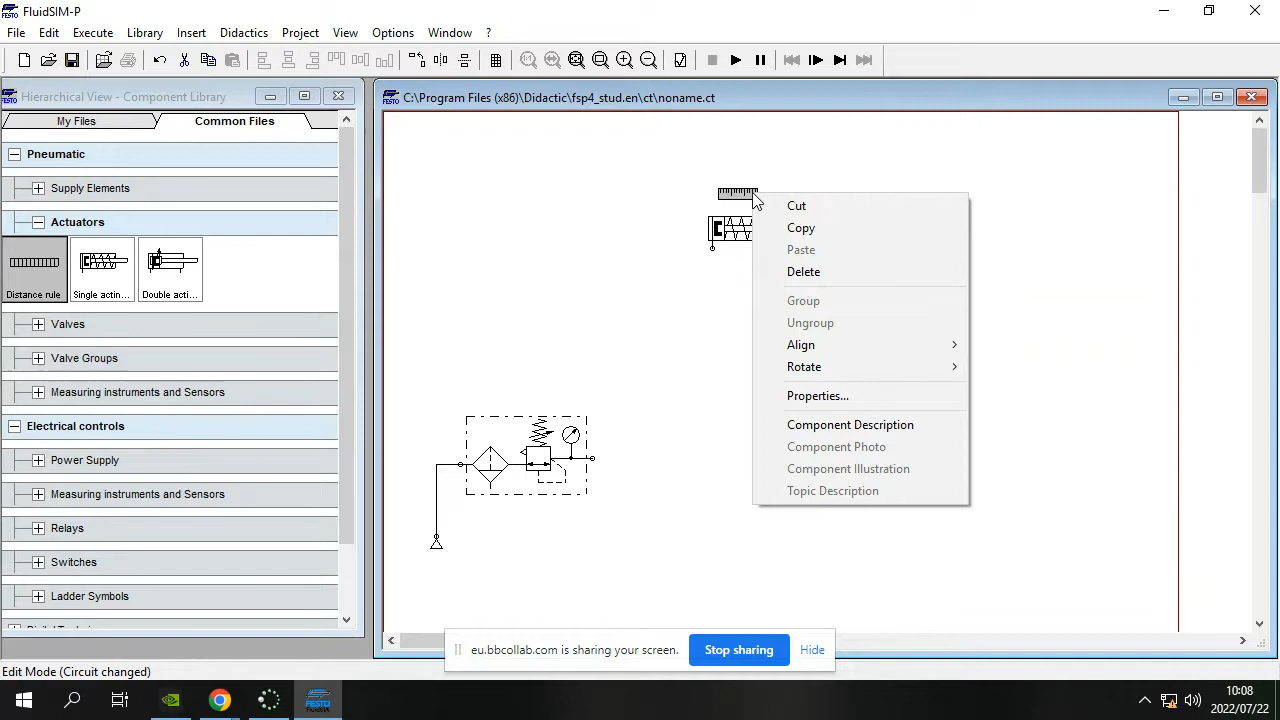 FluidSIM-P
File Edit Execute Library Insert Didactics Project View Options Window ?
Hierarchical View - Component Library
My Files
Common Files
Pneumatic
Supply Elements
Actuators
Distance rule
Single actin...
Double acti...
Valves
Valve Groups
Measuring instruments and Sensors
Electrical controls
Power Supply
Measuring instruments and Sensors
Relays
Switches
Ladder Symbols
Edit Mode (Circuit changed)
C:\Program Files (x86)\Didactic\fsp4_stud.en\ct\noname.ct
Cut
Copy
Paste
Delete
Group
Ungroup
Align
Rotate
Properties...
Component Description
Component Photo
Component Illustration
Topic Description
eu.bbcollab.com is sharing your screen.
Stop sharing
Hide
FESTO
10:08
2022/07/22